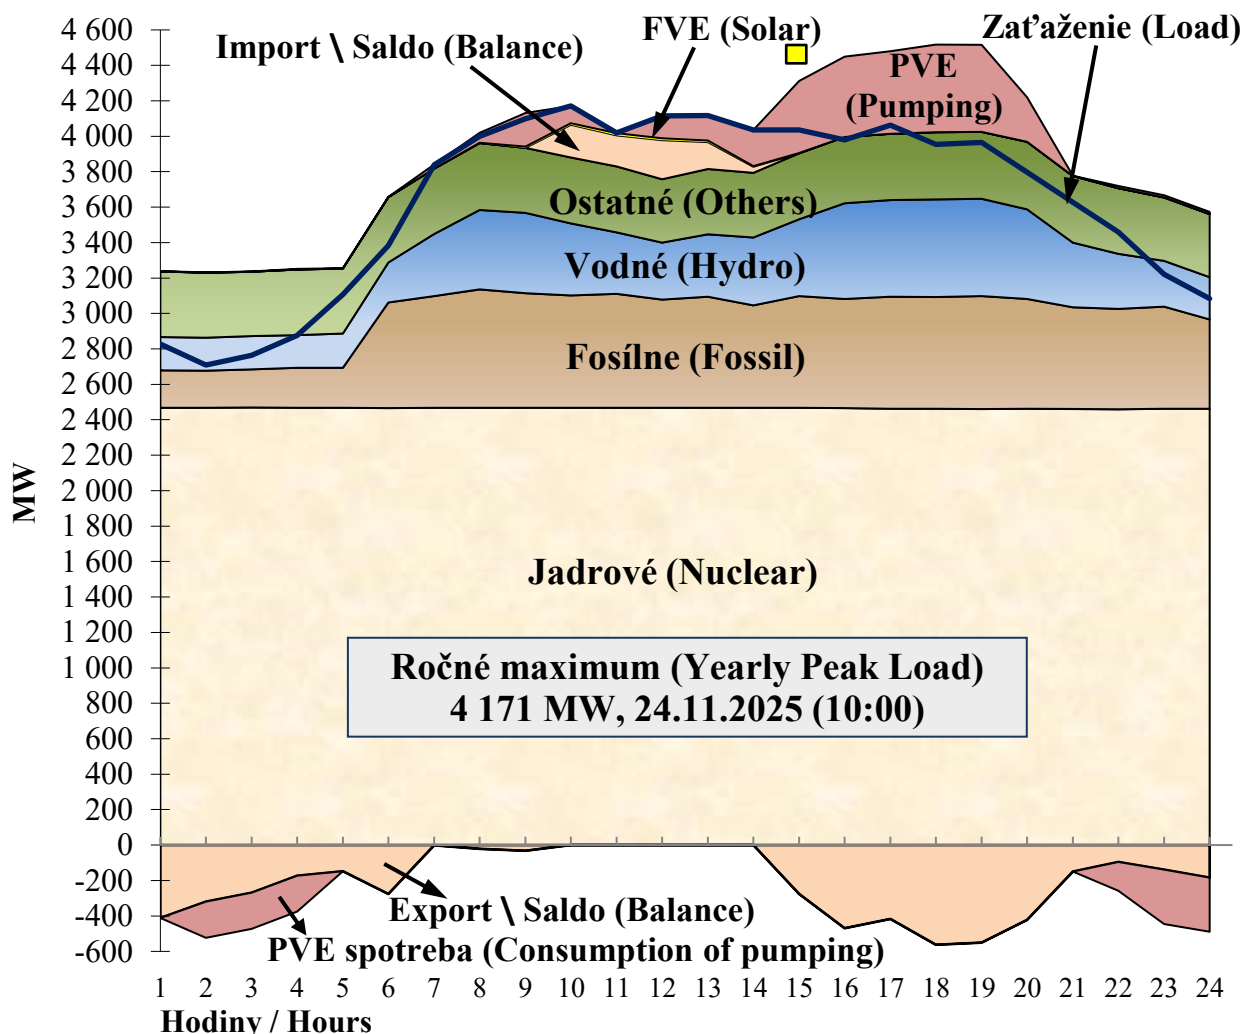 4 600
4 400
4 200
4 000
3 800
3 600
3 400
3 200
3 000
2 800
2 600
2 400
2 200
2 000
1 800
1 600
1 400
1 200
1 000
800
600
400
200
0
-200
-400
-600
MW
Import \ Saldo (Balance)
FVE (Solar)
Zaťaženie (Load)
PVE
(Pumping)
Ostatné (Others)
Vodné (Hydro)
Fosílne (Fossil)
Jadrové (Nuclear)
Ročné maximum (Yearly Peak Load)
4 171 MW, 24.11.2025 (10:00)
Export \ Saldo (Balance)
PVE spotreba (Consumption of pumping)
1 2 3 4 5 6 7 8 9 10 11 12 13 14 15 16 17 18 19 20 21 22 23 24
Hodiny / Hours